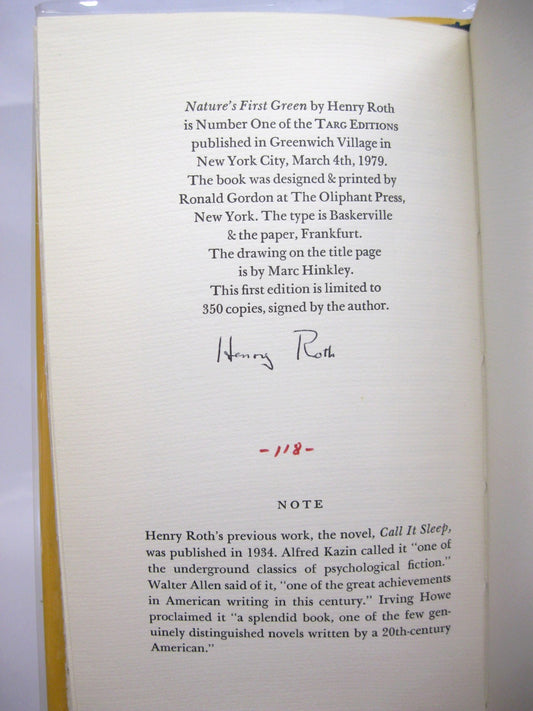 Nature's First Green by Henry Roth
is Number One of the TARG EDITIONS
published in Greenwich Village in
New York City, March 4th, 1979.
The book was designed & printed by
Ronald Gordon at The Oliphant Press,
New York. The type is Baskerville
& the paper, Frankfurt.
The drawing on the title page
is by Marc Hinkley.
This first edition is limited to
350 copies, signed by the author.
Henry Roth
-118-
NOTE
Henry Roth's previous work, the novel, Call It Sleep,
was published in 1934. Alfred Kazin called it "one of
the underground classics of psychological fiction."
Walter Allen said of it, "one of the great achievements
in American writing in this century." Irving Howe
proclaimed it "a splendid book, one of the few gen-
uinely distinguished novels written by a 20th-century
American."